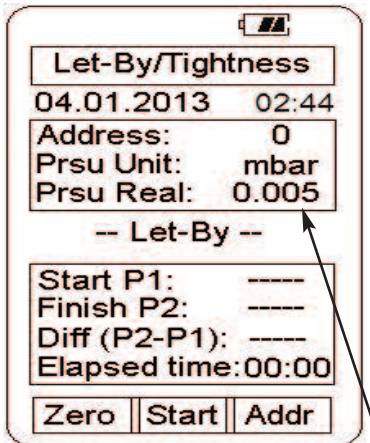 Let-By/Tightness
04.01.2013 02:44
Address: 0
Prsu Unit: mbar
Prsu Real: 0.005
-- Let-By --
Start P1: -----
Finish P2: -----
Diff (P2-P1): -----
Elapsed time:00:00
Zero Start Addr